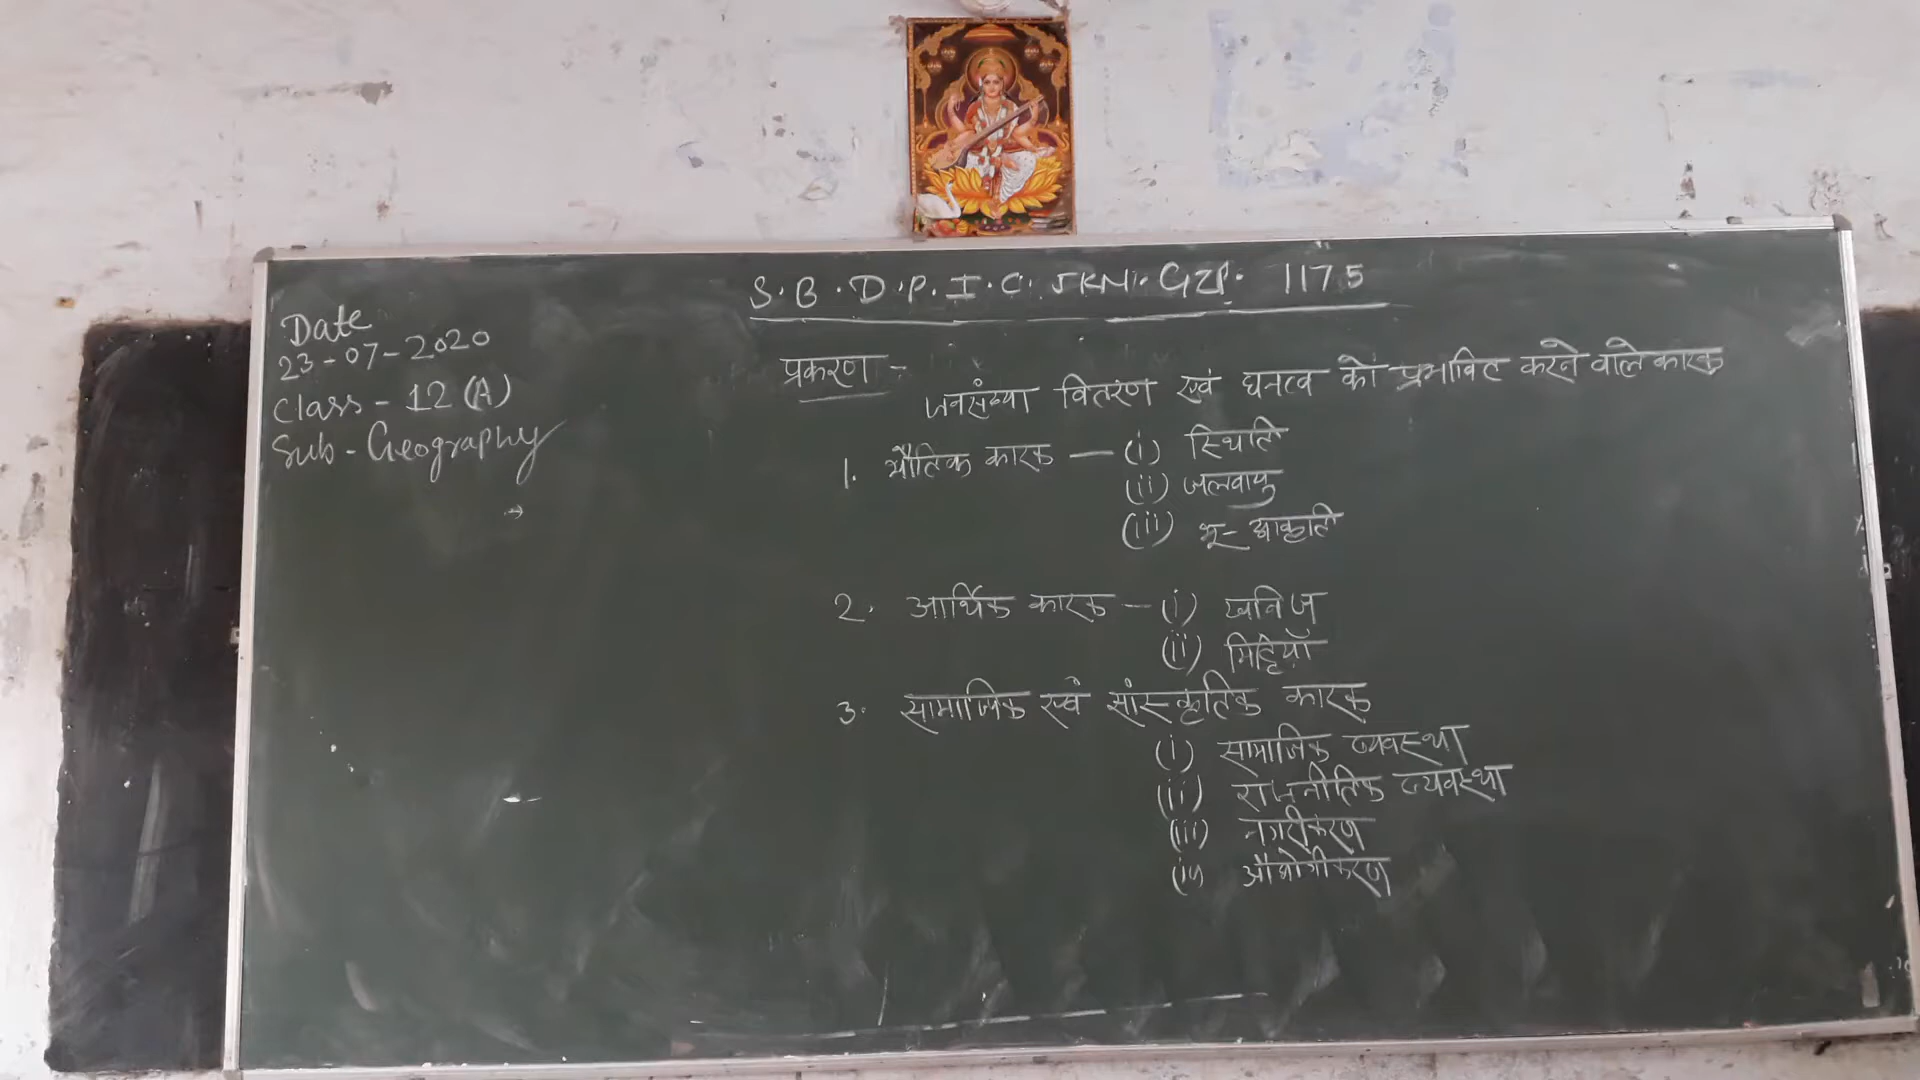 S.B.D.P.I.C. JKN. GZP. 1175
Date
23-07-2020
Class - 12 (A)
Sub - Geography
प्रकरण -
जनसंख्या वितरण एवं घनत्व को प्रभावित करने वाले कारक
1. भौतिक कारक — (i) स्थिति
(ii) जलवायु
(iii) भू-आकृति
2. आर्थिक कारक — (i) खनिज
(ii) मिट्टियाँ
3. सामाजिक एवं सांस्कृतिक कारक
(i) सामाजिक व्यवस्था
(ii) राजनीतिक व्यवस्था
(iii) नगरीकरण
(iv) औद्योगीकरण